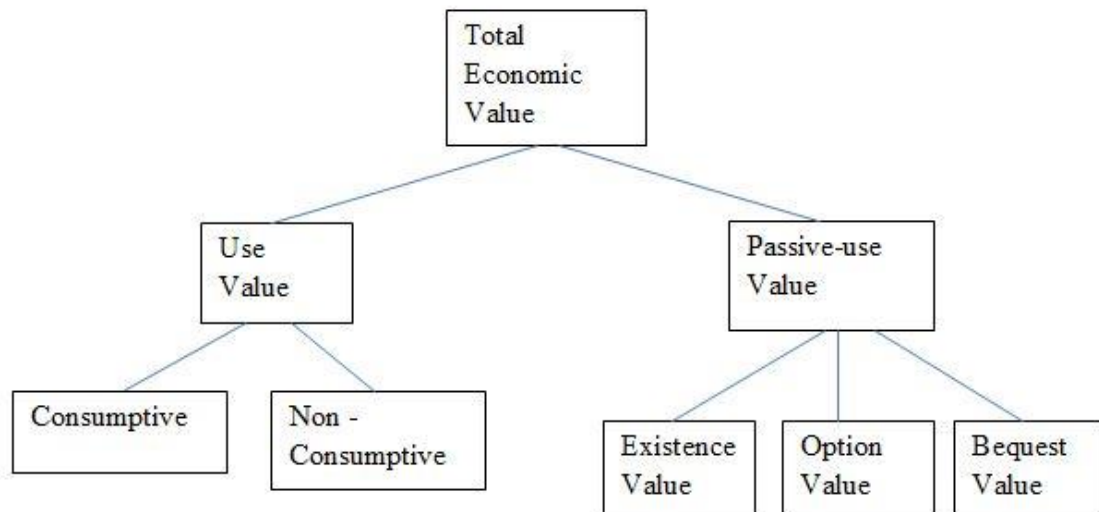 Total
Economic
Value
Use
Value
Passive-use
Value
Consumptive
Non -
Consumptive
Existence
Value
Option
Value
Bequest
Value